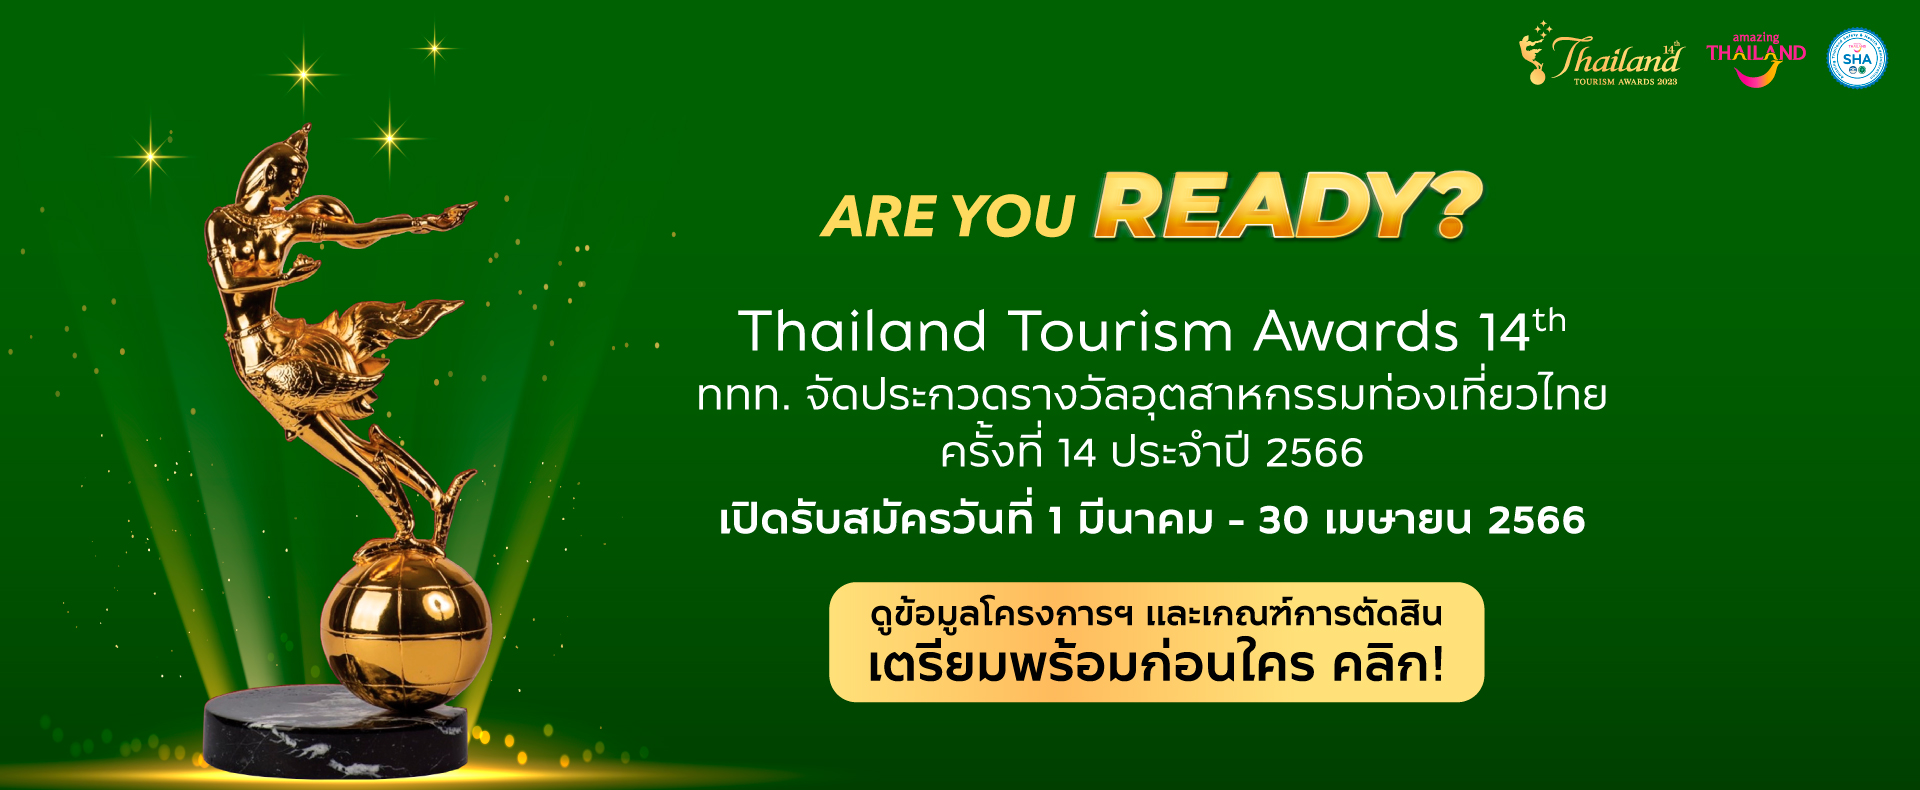 Thailand 14th
TOURISM AWARDS 2023
amazing
THAILAND
SHA
ARE YOU READY?
Thailand Tourism Awards 14th
ททท. จัดประกวดรางวัลอุตสาหกรรมท่องเที่ยวไทย
ครั้งที่ 14 ประจำปี 2566
เปิดรับสมัครวันที่ 1 มีนาคม - 30 เมษายน 2566
ดูข้อมูลโครงการฯ และเกณฑ์การตัดสิน
เตรียมพร้อมก่อนใคร คลิก!